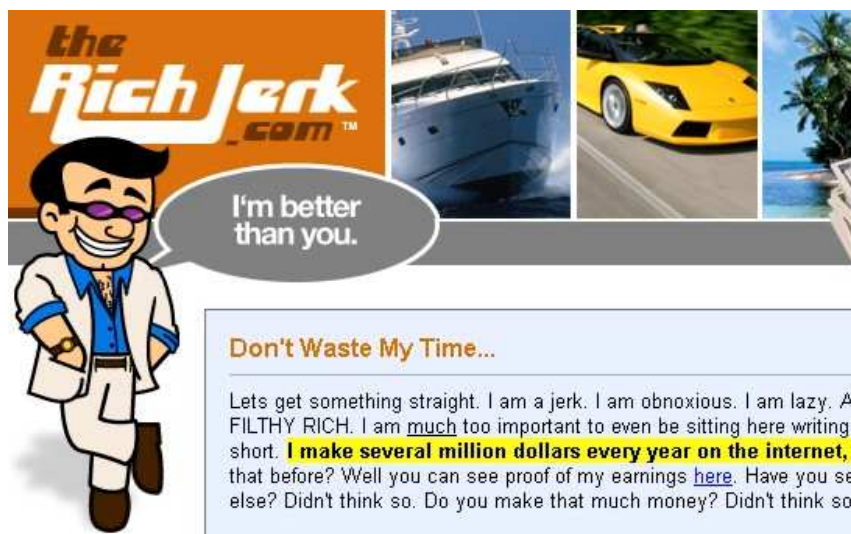 the
Rich Jerk
.com ™
I'm better
than you.
Don't Waste My Time...
Lets get something straight. I am a jerk. I am obnoxious. I am lazy. A
FILTHY RICH. I am much too important to even be sitting here writing
short. I make several million dollars every year on the internet,
that before? Well you can see proof of my earnings here. Have you se
else? Didn't think so. Do you make that much money? Didn't think so